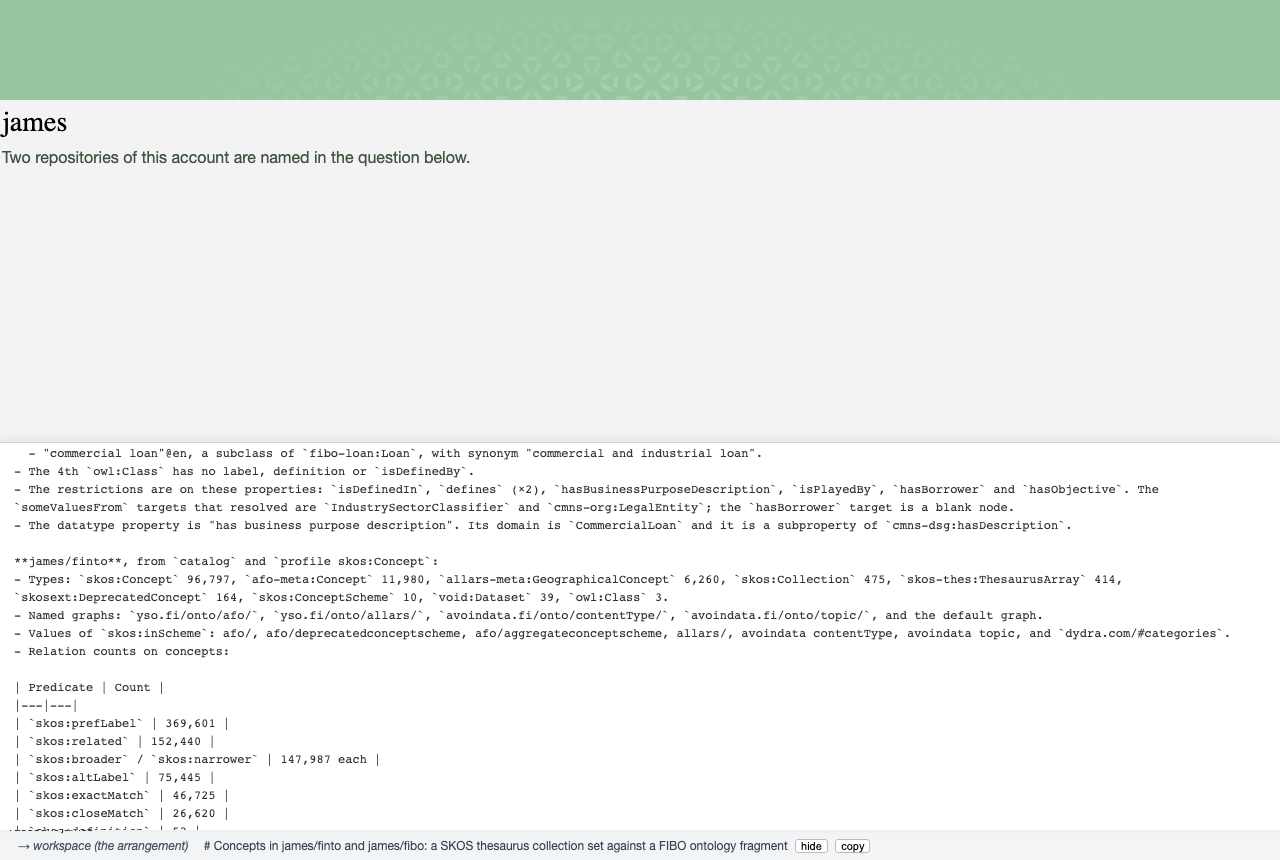 james
Two repositories of this account are named in the question below.
- "commercial loan"@en, a subclass of `fibo-loan:Loan`, with synonym "commercial and industrial loan".
- The 4th `owl:Class` has no label, definition or `isDefinedBy`.
- The restrictions are on these properties: `isDefinedIn`, `defines` (×2), `hasBusinessPurposeDescription`, `isPlayedBy`, `hasBorrower` and `hasObjective`. The
`someValuesFrom` targets that resolved are `IndustrySectorClassifier` and `cmns-org:LegalEntity`; the `hasBorrower` target is a blank node.
- The datatype property is "has business purpose description". Its domain is `CommercialLoan` and it is a subproperty of `cmns-dsg:hasDescription`.
**james/finto**, from `catalog` and `profile skos:Concept`:
- Types: `skos:Concept` 96,797, `afo-meta:Concept` 11,980, `allars-meta:GeographicalConcept` 6,260, `skos:Collection` 475, `skos-thes:ThesaurusArray` 414,
`skosext:DeprecatedConcept` 164, `skos:ConceptScheme` 10, `void:Dataset` 39, `owl:Class` 3.
- Named graphs: `yso.fi/onto/afo/`, `yso.fi/onto/allars/`, `avoindata.fi/onto/contentType/`, `avoindata.fi/onto/topic/`, and the default graph.
- Values of `skos:inScheme`: afo/, afo/deprecatedconceptscheme, afo/aggregateconceptscheme, allars/, avoindata contentType, avoindata topic, and `dydra.com/#categories`.
- Relation counts on concepts:
| Predicate | Count |
|---|---|
| `skos:prefLabel` | 369,601 |
| `skos:related` | 152,440 |
| `skos:broader` / `skos:narrower` | 147,987 each |
| `skos:altLabel` | 75,445 |
| `skos:exactMatch` | 46,725 |
| `skos:closeMatch` | 26,620 |
→ workspace (the arrangement) # Concepts in james/finto and james/fibo: a SKOS thesaurus collection set against a FIBO ontology fragment hide copy